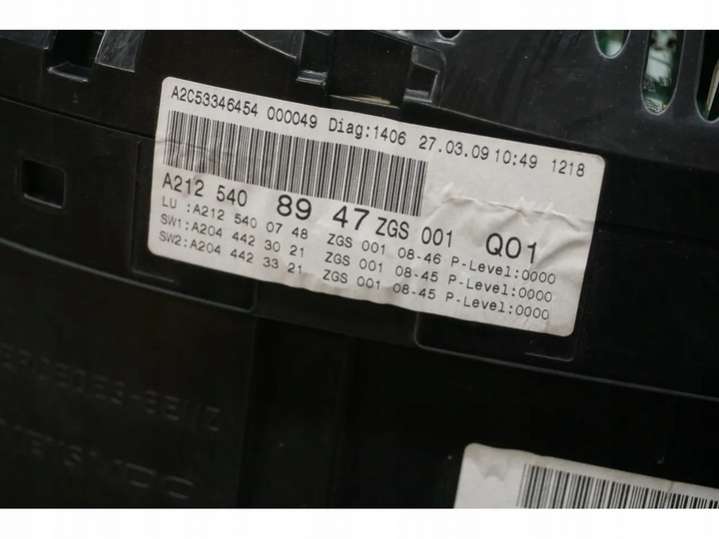 A2C53346454 000049 Diag:1406 27.03.09 10:49 1218
A212 540 89 47 ZGS 001 Q01
LU :A212 540 07 48 ZGS 001 08-46 P-Level:0000
SW1:A204 442 30 21 ZGS 001 08-45 P-Level:0000
SW2:A204 442 33 21 ZGS 001 08-45 P-Level:0000